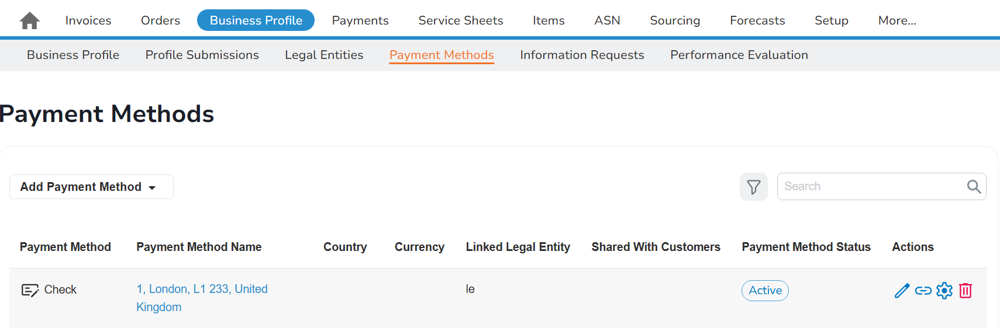 Invoices Orders Business Profile Payments Service Sheets Items ASN Sourcing Forecasts Setup More...
Business Profile Profile Submissions Legal Entities Payment Methods Information Requests Performance Evaluation
Payment Methods
Add Payment Method Search
Payment Method Payment Method Name Country Currency Linked Legal Entity Shared With Customers Payment Method Status Actions
Check 1, London, L1 233, United le Active
Kingdom